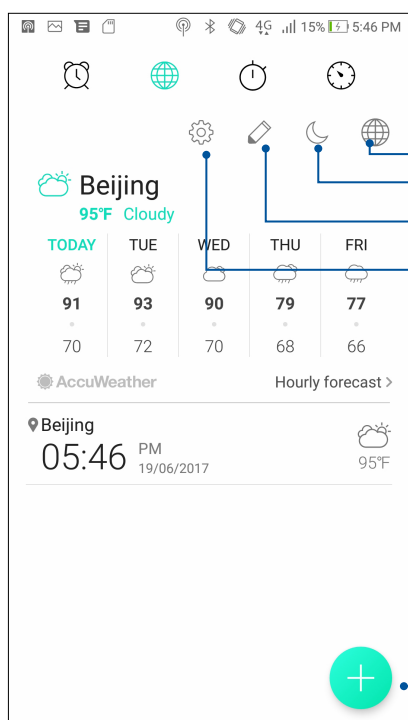 4G 15% 5:46 PM
Beijing
95°F Cloudy
TODAY TUE WED THU FRI
91 93 90 79 77
70 72 70 68 66
AccuWeather Hourly forecast >
Beijing
05:46 PM
19/06/2017
95°F